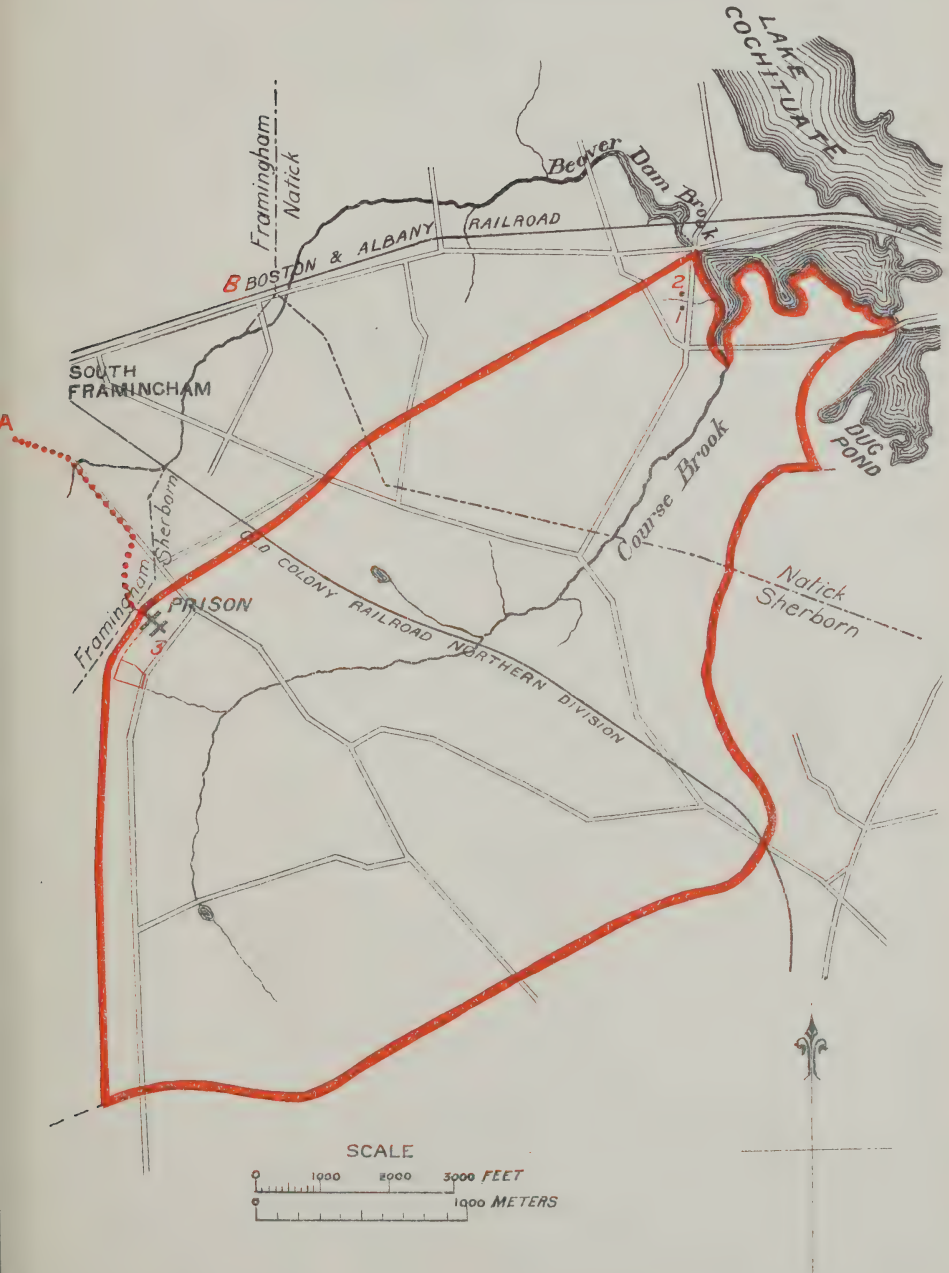 LAKE
COCHITUATE
Framingham
Natick
Beaver Dam Brook
B BOSTON & ALBANY RAILROAD
2
1
SOUTH
FRAMINGHAM
A
DUG
POND
Course Brook
Framingham
Sherborn
OLD COLONY RAILROAD NORTHERN DIVISION
Natick
Sherborn
PRISON
3
SCALE
0 1000 2000 3000 FEET
0 1000 METERS